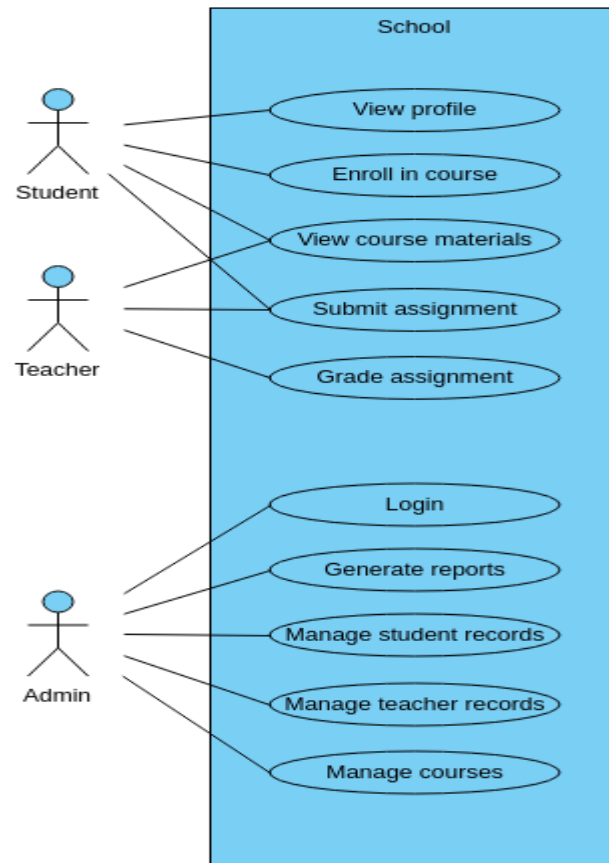 School
View profile
Student
Enroll in course
View course materials
Teacher
Submit assignment
Grade assignment
Login
Generate reports
Admin
Manage student records
Manage teacher records
Manage courses